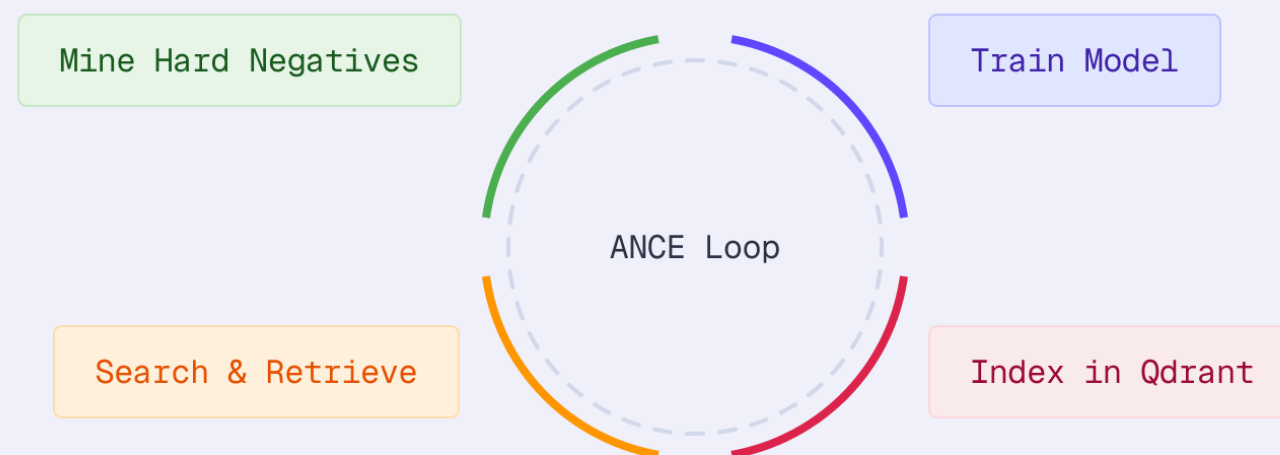 Mine Hard Negatives
Train Model
ANCE Loop
Search & Retrieve
Index in Qdrant